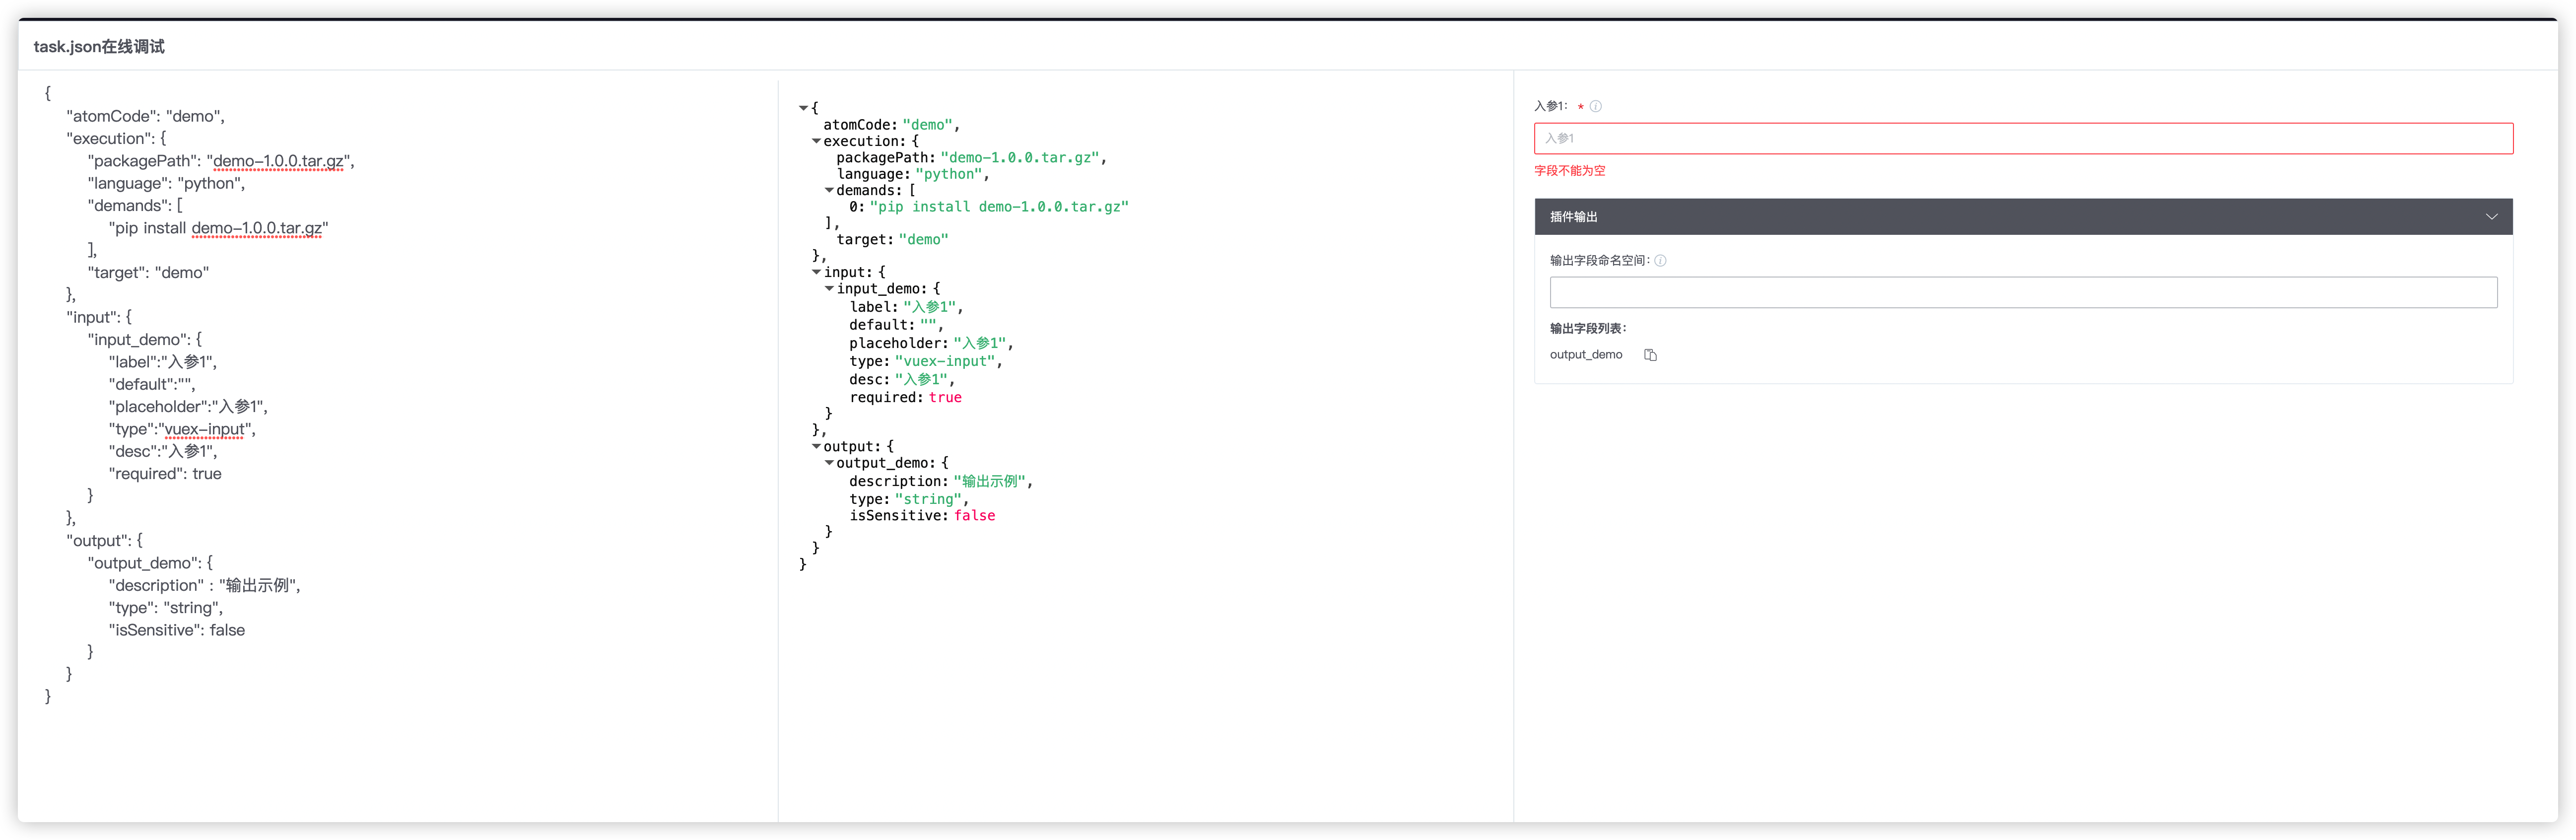 task.json在线调试
{
"atomCode": "demo",
"execution": {
"packagePath": "demo-1.0.0.tar.gz",
"language": "python",
"demands": [
"pip install demo-1.0.0.tar.gz"
],
"target": "demo"
},
"input": {
"input_demo": {
"label":"入参1",
"default":"",
"placeholder":"入参1",
"type":"vuex-input",
"desc":"入参1",
"required": true
}
},
"output": {
"output_demo": {
"description" : "输出示例",
"type": "string",
"isSensitive": false
}
}
}
{
atomCode: "demo",
execution: {
packagePath: "demo-1.0.0.tar.gz",
language: "python",
demands: [
0: "pip install demo-1.0.0.tar.gz"
],
target: "demo"
},
input: {
input_demo: {
label: "入参1",
default: "",
placeholder: "入参1",
type: "vuex-input",
desc: "入参1",
required: true
}
},
output: {
output_demo: {
description: "输出示例",
type: "string",
isSensitive: false
}
}
}
入参1: *
入参1
字段不能为空
插件输出
输出字段命名空间:
输出字段列表:
output_demo